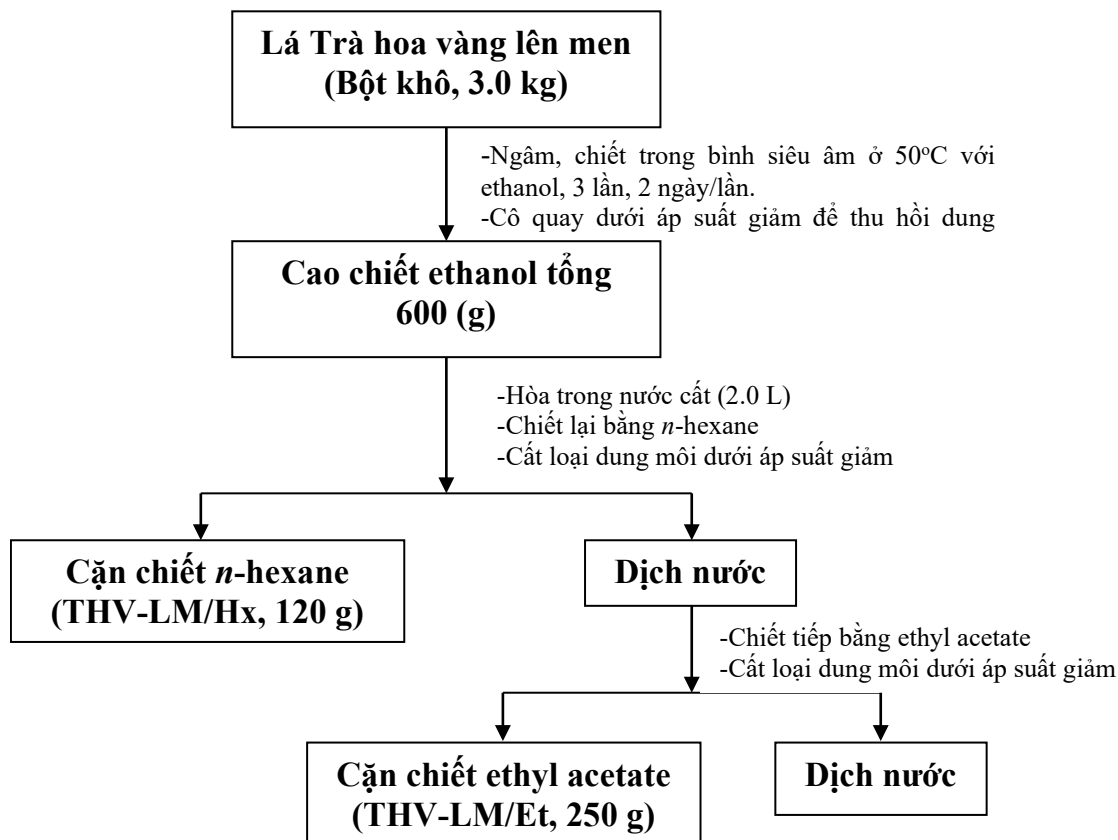 Lá Trà hoa vàng lên men
(Bột khô, 3.0 kg)
-Ngâm, chiết trong bình siêu âm ở 50°C với
ethanol, 3 lần, 2 ngày/lần.
-Cô quay dưới áp suất giảm để thu hồi dung
Cao chiết ethanol tổng
600 (g)
-Hòa trong nước cất (2.0 L)
-Chiết lại bằng n-hexane
-Cất loại dung môi dưới áp suất giảm
Cặn chiết n-hexane
(THV-LM/Hx, 120 g)
Dịch nước
-Chiết tiếp bằng ethyl acetate
-Cất loại dung môi dưới áp suất giảm
Cặn chiết ethyl acetate
(THV-LM/Et, 250 g)
Dịch nước